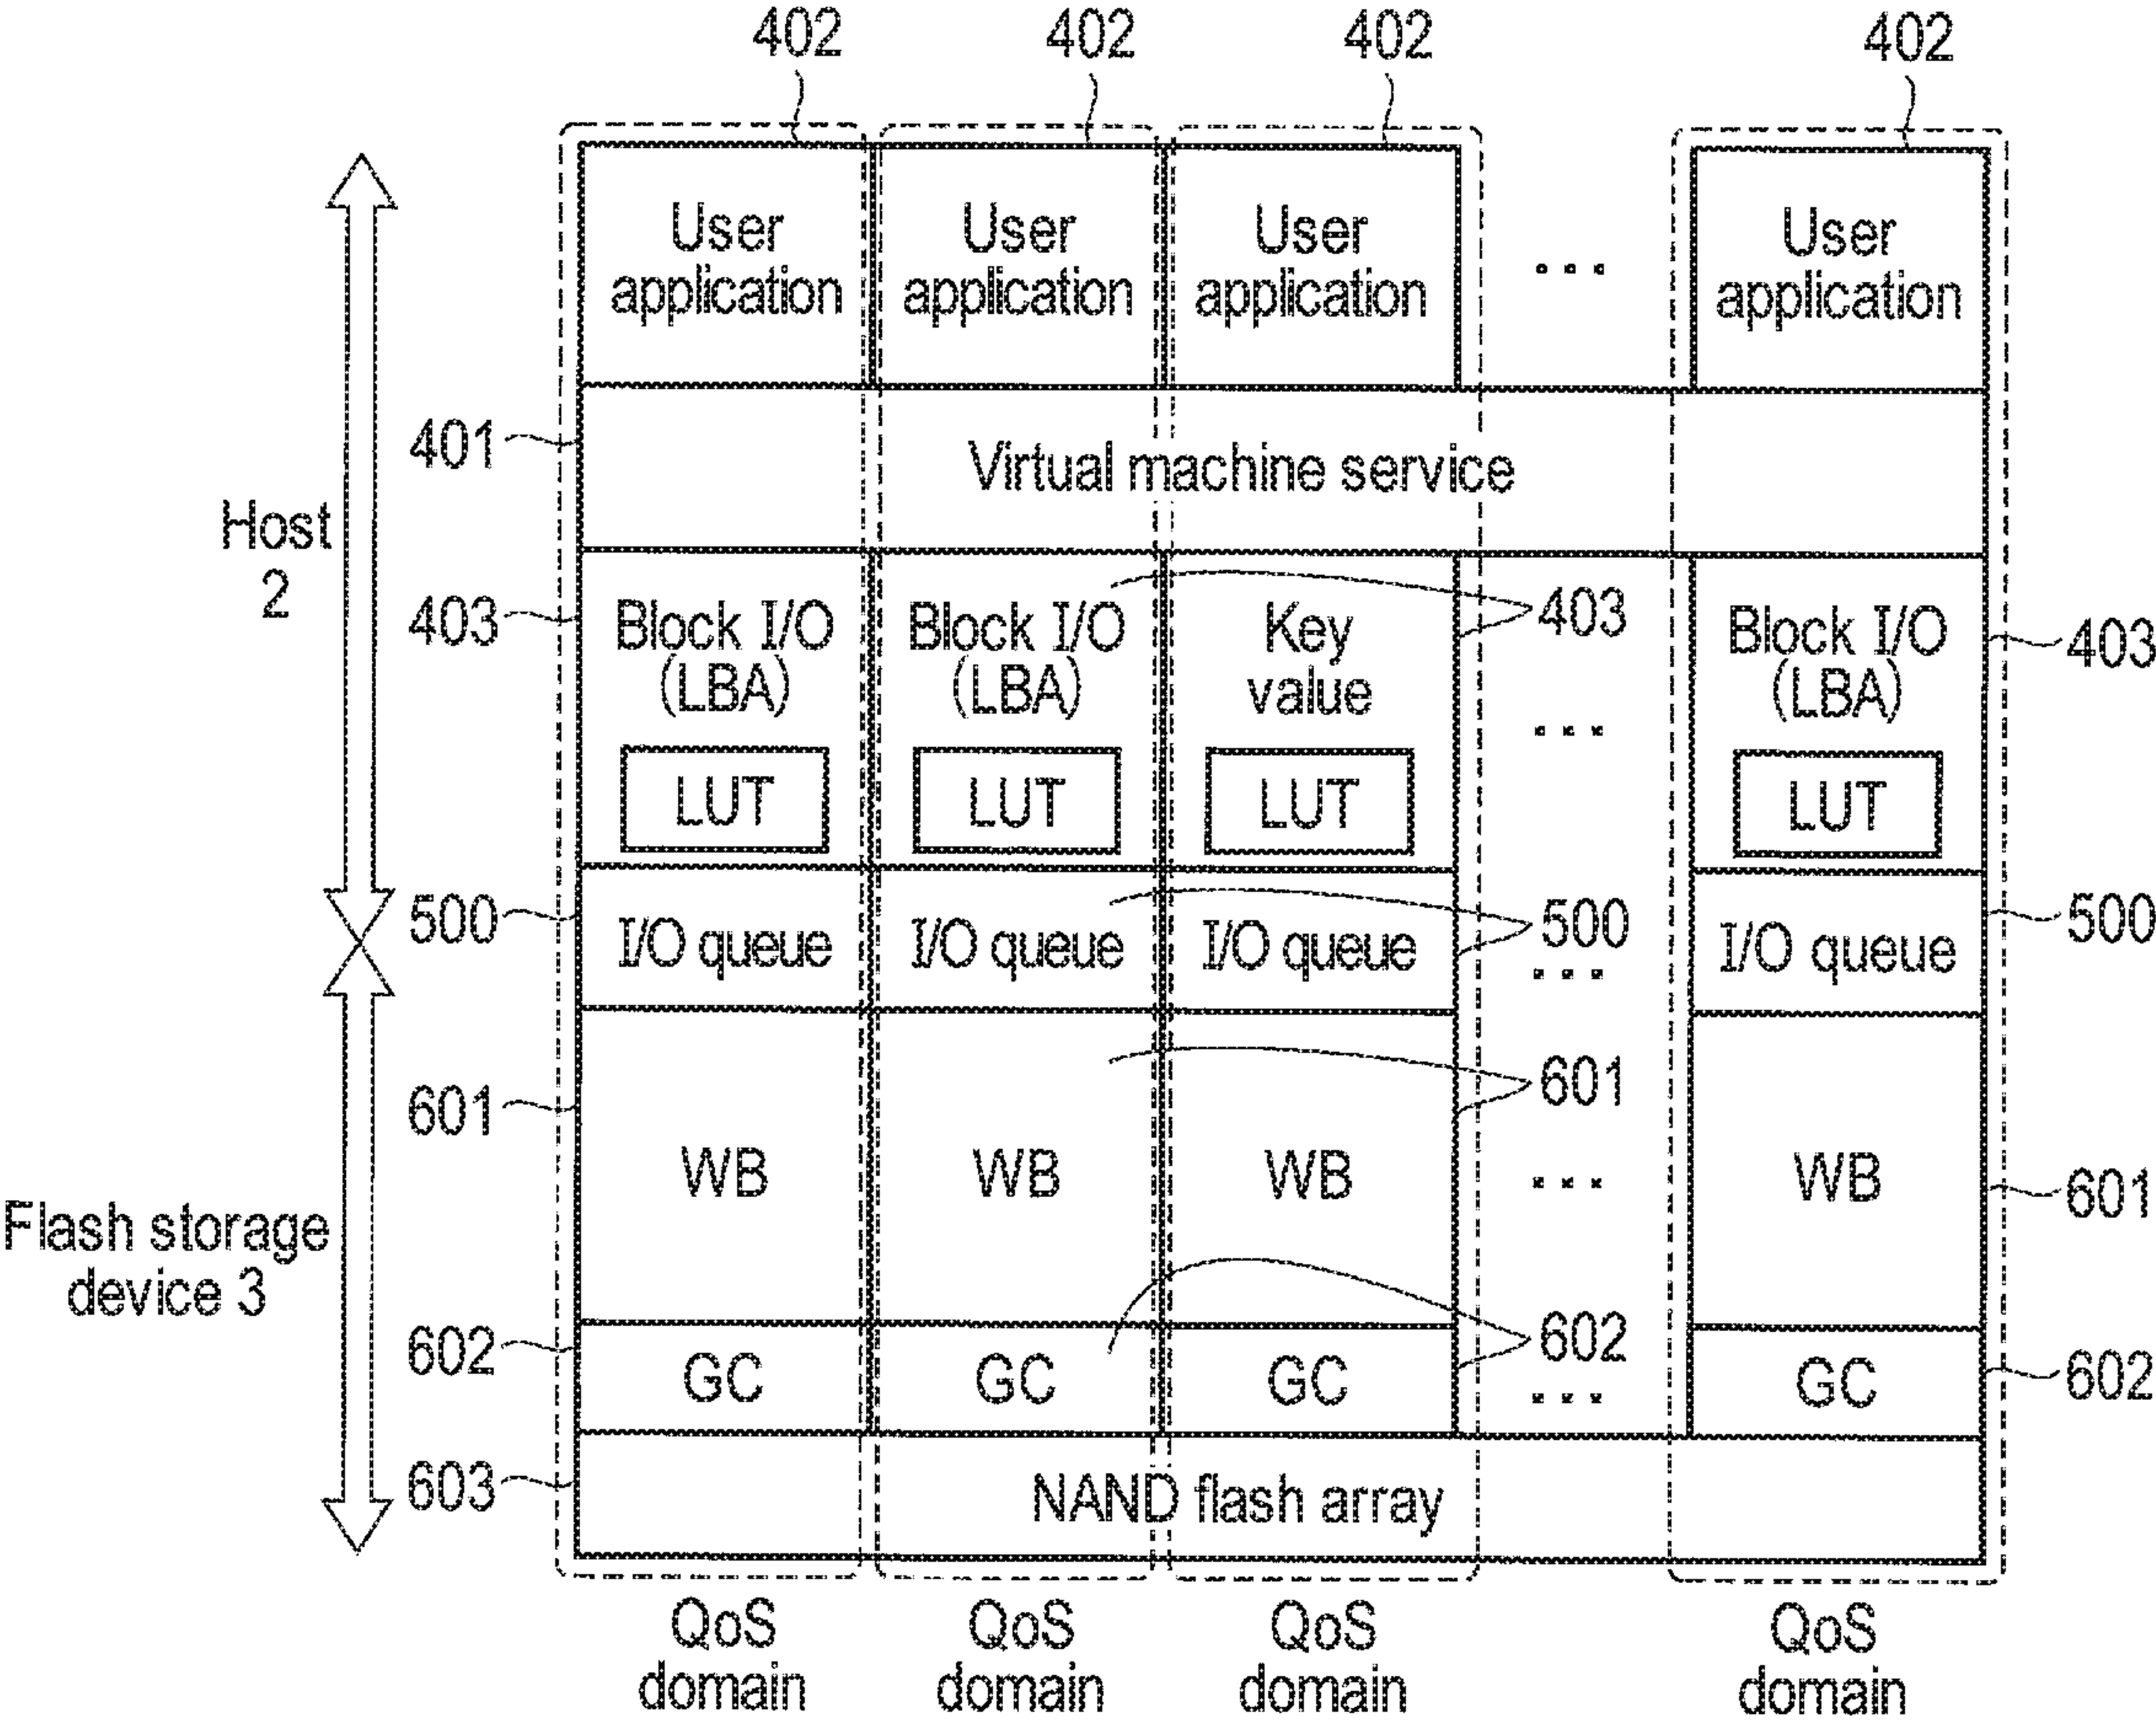 402 402 402 402
User User User User
application application application ... application
401
Virtual machine service
Host
2
403 Block I/O Block I/O Key 403 Block I/O 403
(LBA) (LBA) value ... (LBA)
LUT LUT LUT LUT
500 I/O queue I/O queue I/O queue 500 ... I/O queue 500
601 601
WB WB WB ... WB 601
Flash storage
device 3
602 GC GC GC 602 ... GC 602
603 NAND flash array
QoS QoS QoS QoS
domain domain domain domain